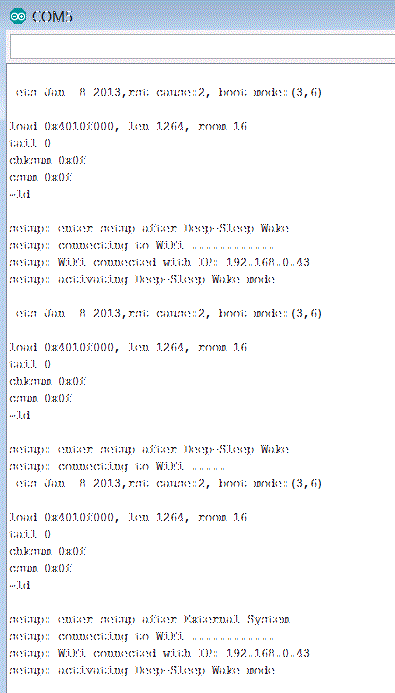 COM5
ets Jan 8 2013,rst cause:2, boot mode:(3,6)
load 0x4010f000, len 1264, room 16
tail 0
chksum 0x0f
csum 0x0f
~ld
setup: enter setup after Deep-Sleep Wake
setup: connecting to Wifi
setup: Wifi connected with IP: 192.168.0.43
setup: activating Deep-Sleep Wake mode
ets Jan 8 2013,rst cause:2, boot mode:(3,6)
load 0x4010f000, len 1264, room 16
tail 0
chksum 0x0f
csum 0x0f
~ld
setup: enter setup after Deep-Sleep Wake
setup: connecting to Wifi
ets Jan 8 2013,rst cause:2, boot mode:(3,6)
load 0x4010f000, len 1264, room 16
tail 0
chksum 0x0f
csum 0x0f
~ld
setup: enter setup after External System
setup: connecting to Wifi
setup: Wifi connected with IP: 192.168.0.43
setup: activating Deep-Sleep Wake mode